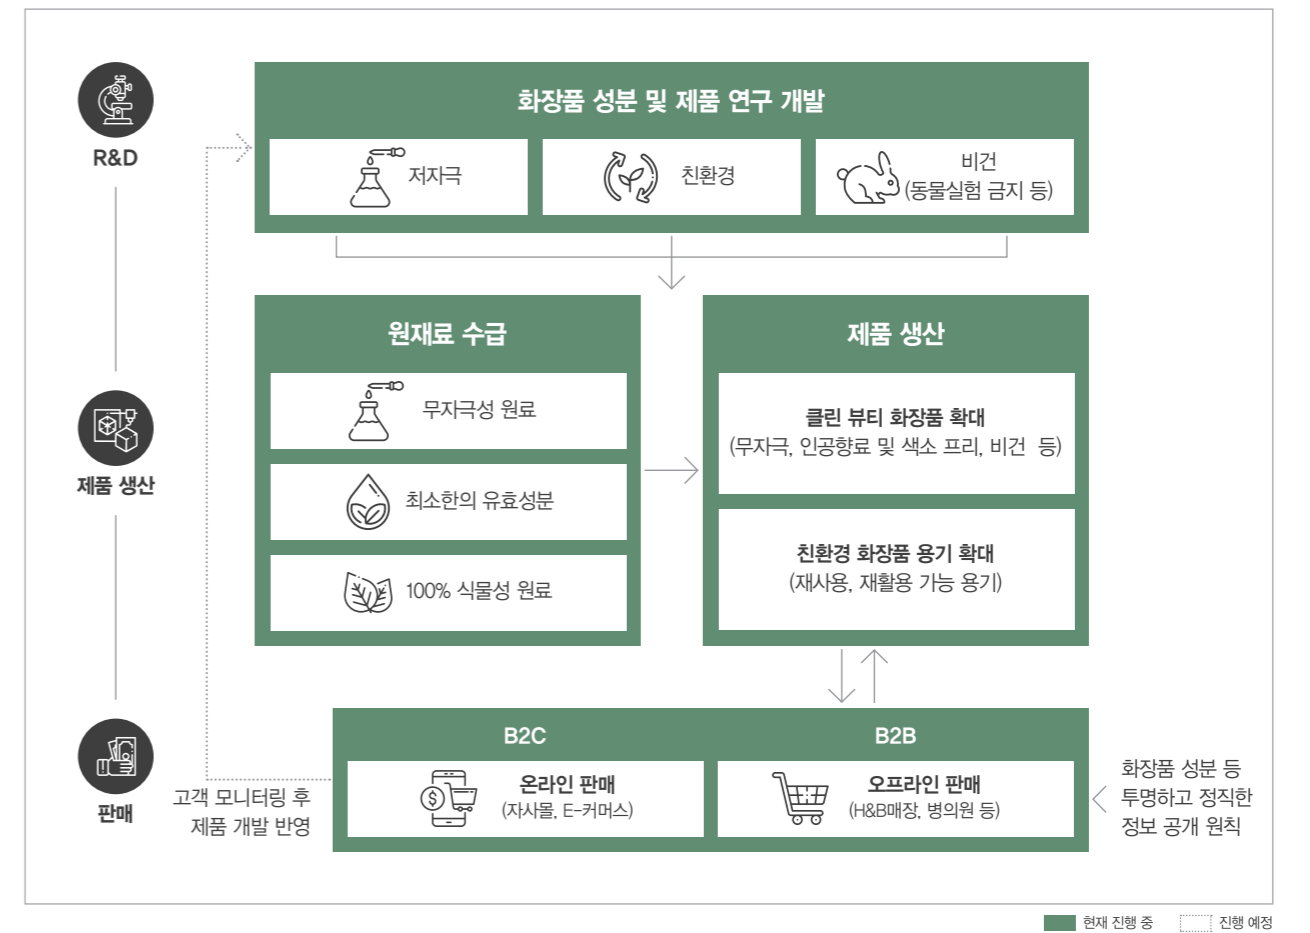 R&D
화장품 성분 및 제품 연구 개발
저자극
친환경
비건
(동물실험 금지 등)
제품 생산
원재료 수급
무자극성 원료
최소한의 유효성분
100% 식물성 원료
제품 생산
클린 뷰티 화장품 확대
(무자극, 인공향료 및 색소 프리, 비건 등)
친환경 화장품 용기 확대
(재사용, 재활용 가능 용기)
판매
고객 모니터링 후
제품 개발 반영
B2C
온라인 판매
(자사몰, E-커머스)
B2B
오프라인 판매
(H&B매장, 병의원 등)
화장품 성분 등
투명하고 정직한
정보 공개 원칙
현재 진행 중
진행 예정